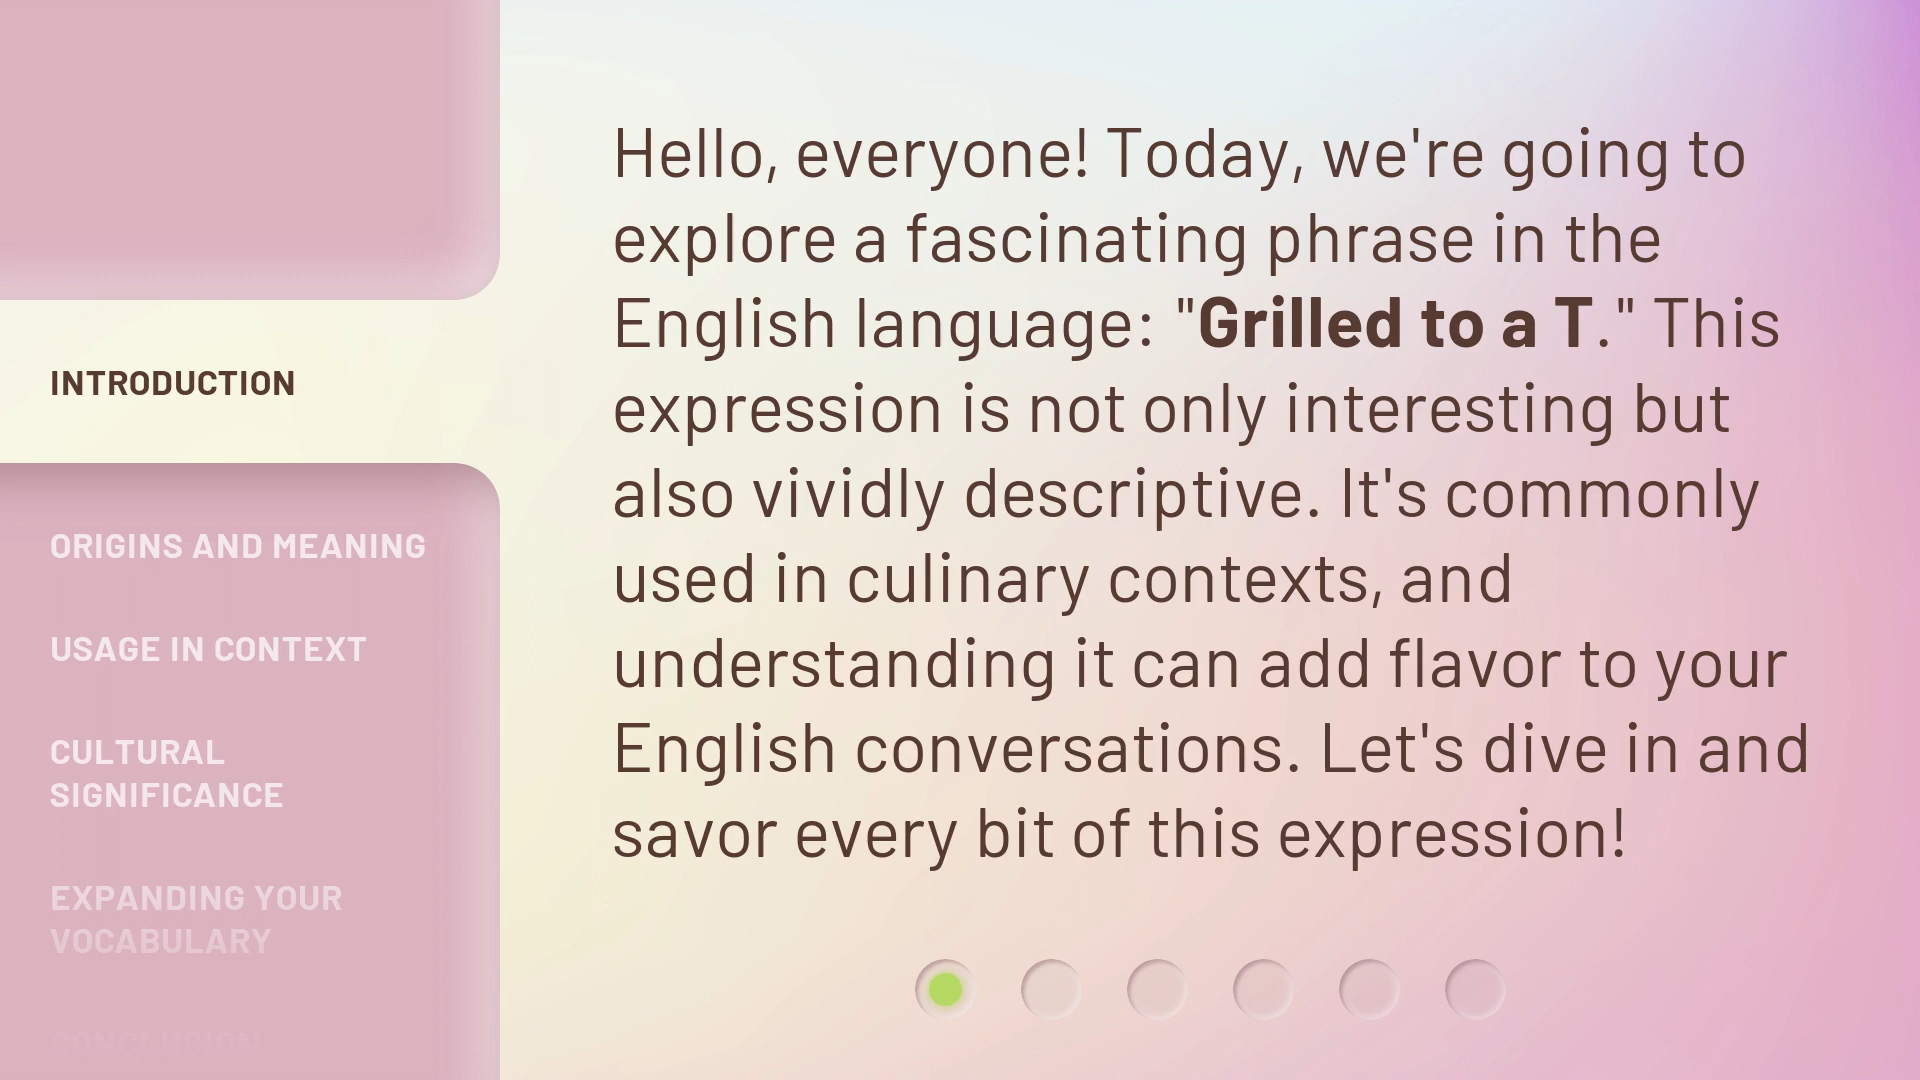 INTRODUCTION
ORIGINS AND MEANING
USAGE IN CONTEXT
CULTURAL
SIGNIFICANCE
EXPANDING YOUR
VOCABULARY
CONCLUSION
Hello, everyone! Today, we're going to
explore a fascinating phrase in the
English language: "Grilled to a T." This
expression is not only interesting but
also vividly descriptive. It's commonly
used in culinary contexts, and
understanding it can add flavor to your
English conversations. Let's dive in and
savor every bit of this expression!